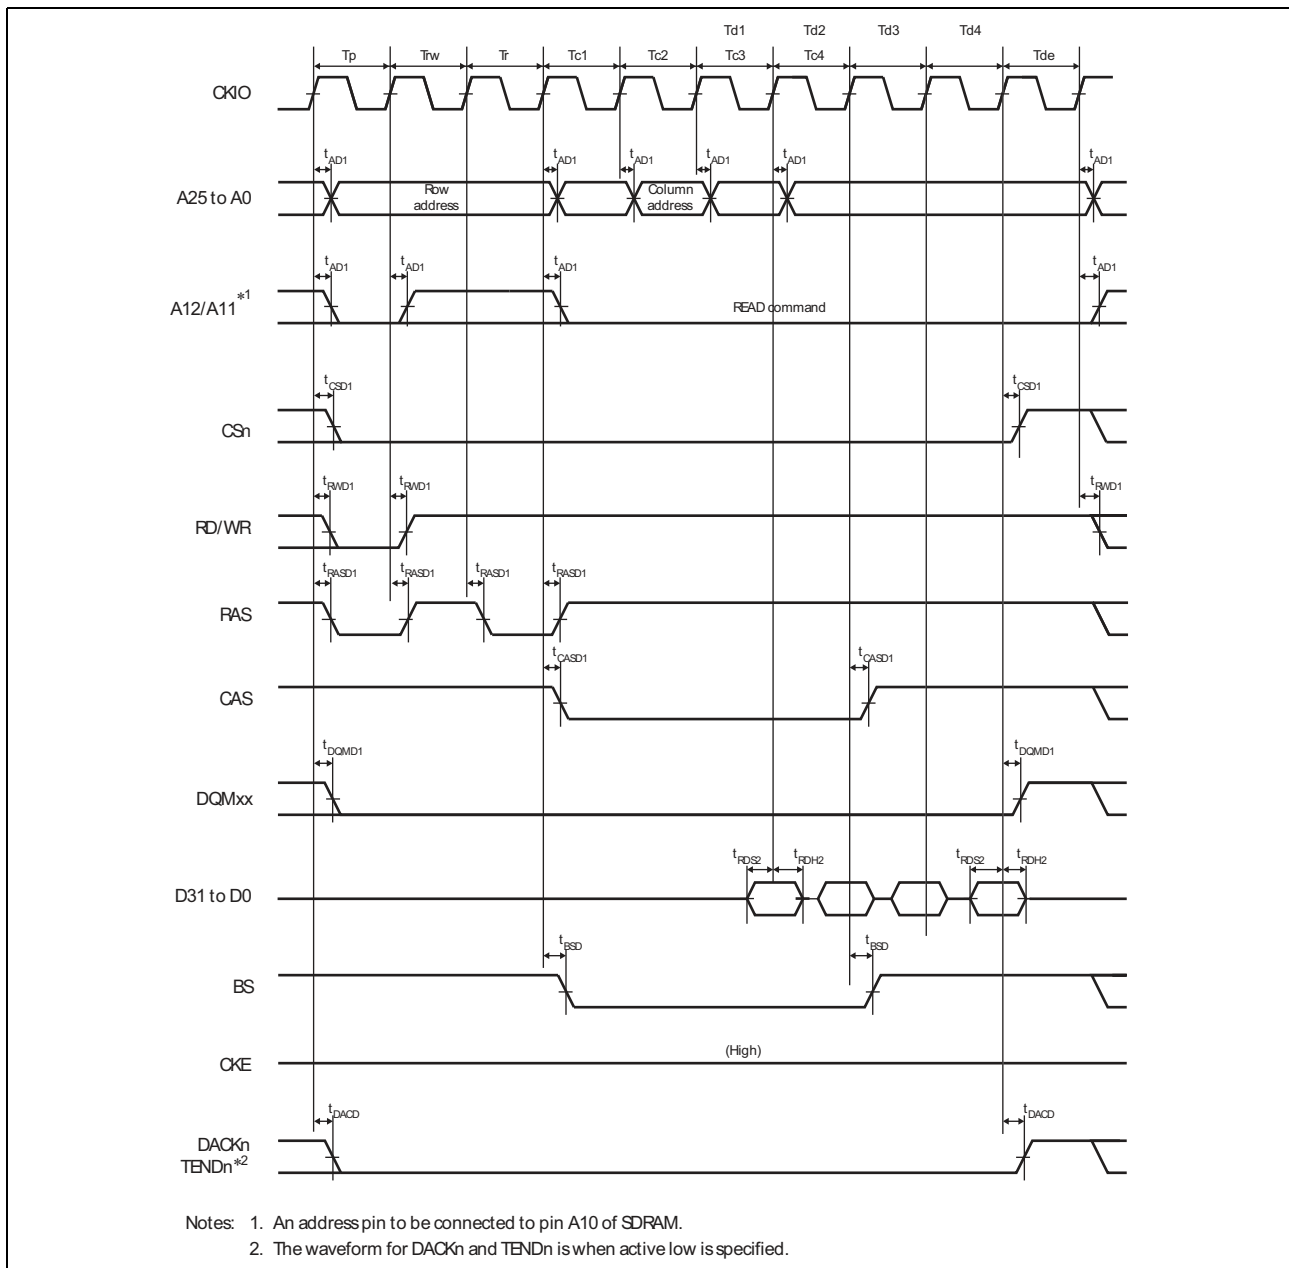 Td1 Td2 Td3 Td4
Tp Trw Tr Tc1 Tc2 Tc3 Tc4 Tde
CKIO
tAD1 tAD1 tAD1 tAD1 tAD1 tAD1
A25 to A0
Row address
Column address
tAD1 tAD1 tAD1 tAD1
A12/A11*1
READ command
tCSD1 tCSD1
CSn
tRWD1 tRWD1 tRWD1
RD/WR
tRASD1 tRASD1 tRASD1 tRASD1
RAS
tCASD1 tCASD1
CAS
tDQMD1 tDQMD1
DQMxx
tRDS2 tRDH2 tRDS2 tRDH2
D31 to D0
tBSD tBSD
BS
(High)
CKE
tDACD tDACD
DACKn
TENDn*2
Notes: 1. An address pin to be connected to pin A10 of SDRAM.
2. The waveform for DACKn and TENDn is when active low is specified.